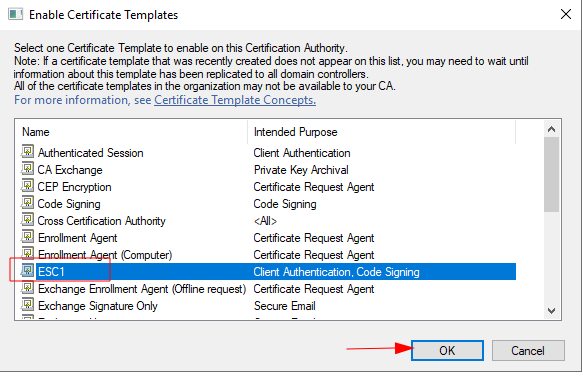 Enable Certificate Templates
Select one Certificate Template to enable on this Certification Authority.
Note: If a certificate template that was recently created does not appear on this list, you may need to wait until
information about this template has been replicated to all domain controllers.
All of the certificate templates in the organization may not be available to your CA.
For more information, see Certificate Template Concepts.
Name Intended Purpose
Authenticated Session Client Authentication
CA Exchange Private Key Archival
CEP Encryption Certificate Request Agent
Code Signing Code Signing
Cross Certification Authority <All>
Enrollment Agent Certificate Request Agent
Enrollment Agent (Computer) Certificate Request Agent
ESC1 Client Authentication, Code Signing
Exchange Enrollment Agent (Offline request) Certificate Request Agent
Exchange Signature Only Secure Email
OK Cancel